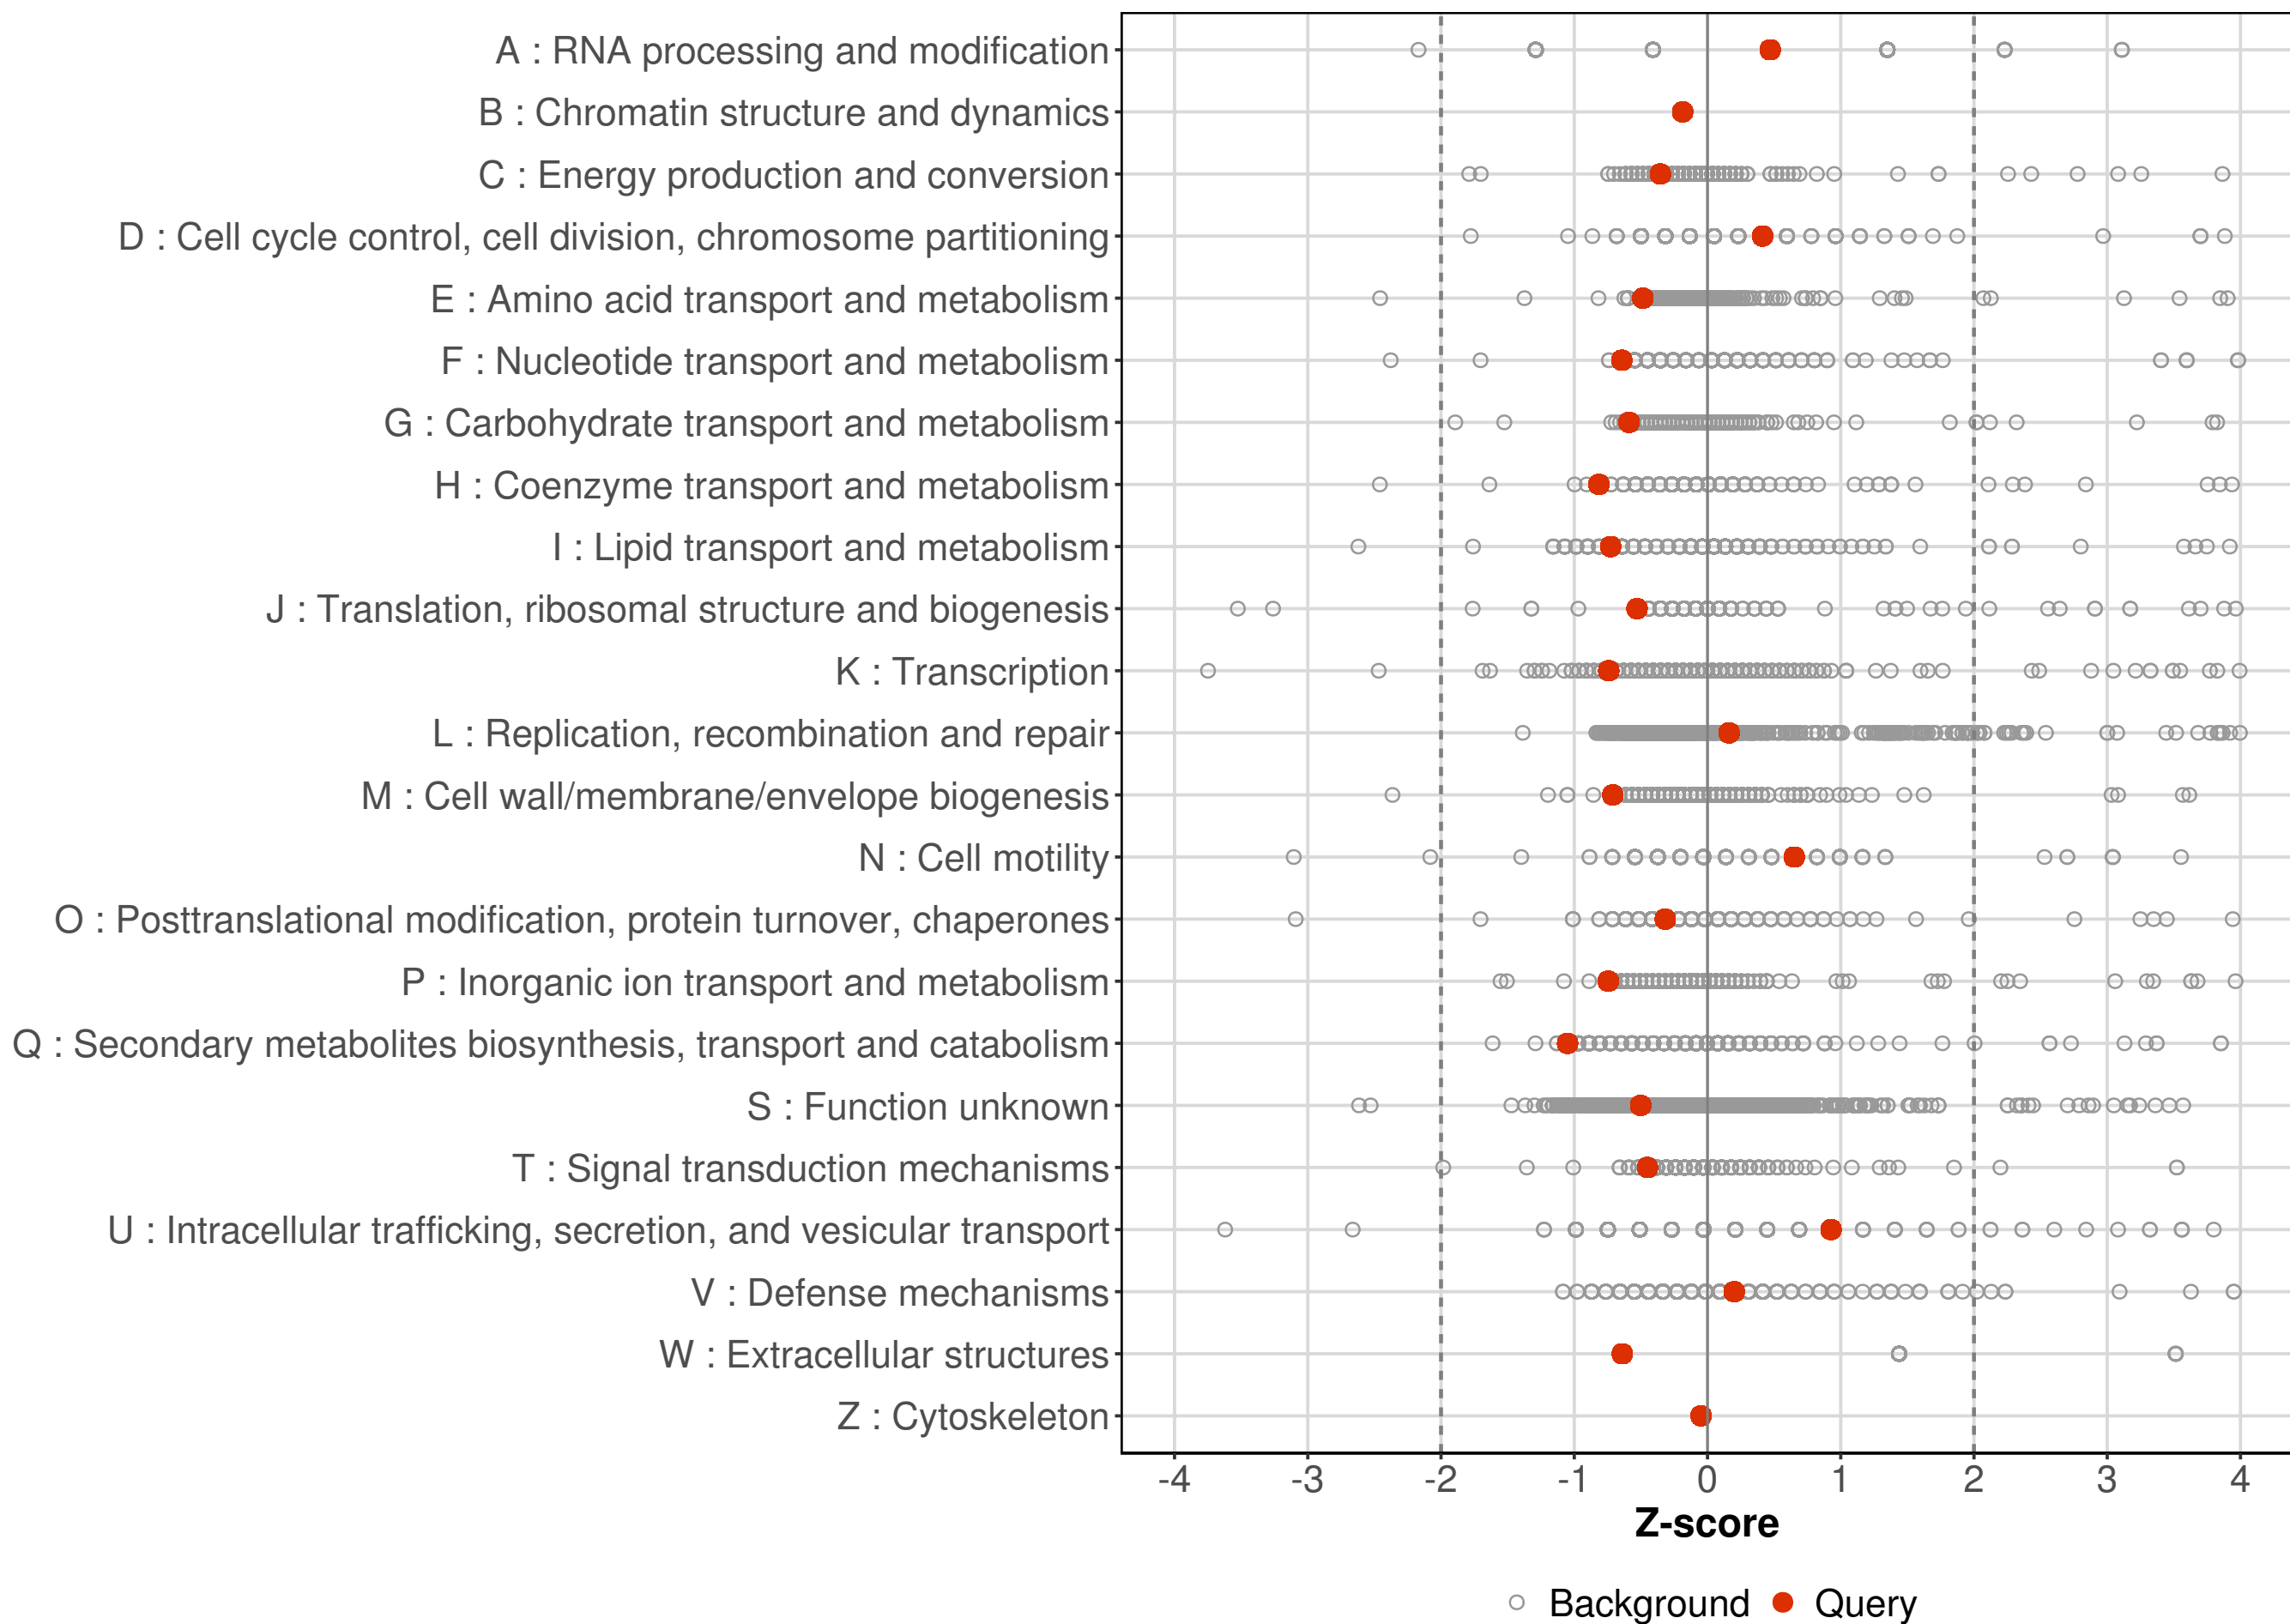 A : RNA processing and modification
B : Chromatin structure and dynamics
C : Energy production and conversion
D : Cell cycle control, cell division, chromosome partitioning
E : Amino acid transport and metabolism
F : Nucleotide transport and metabolism
G : Carbohydrate transport and metabolism
H : Coenzyme transport and metabolism
I : Lipid transport and metabolism
J : Translation, ribosomal structure and biogenesis
K : Transcription
L : Replication, recombination and repair
M : Cell wall/membrane/envelope biogenesis
N : Cell motility
O : Posttranslational modification, protein turnover, chaperones
P : Inorganic ion transport and metabolism
Q : Secondary metabolites biosynthesis, transport and catabolism
S : Function unknown
T : Signal transduction mechanisms
U : Intracellular trafficking, secretion, and vesicular transport
V : Defense mechanisms
W : Extracellular structures
Z : Cytoskeleton
-4 -3 -2 -1 0 1 2 3 4
Z-score
Background Query